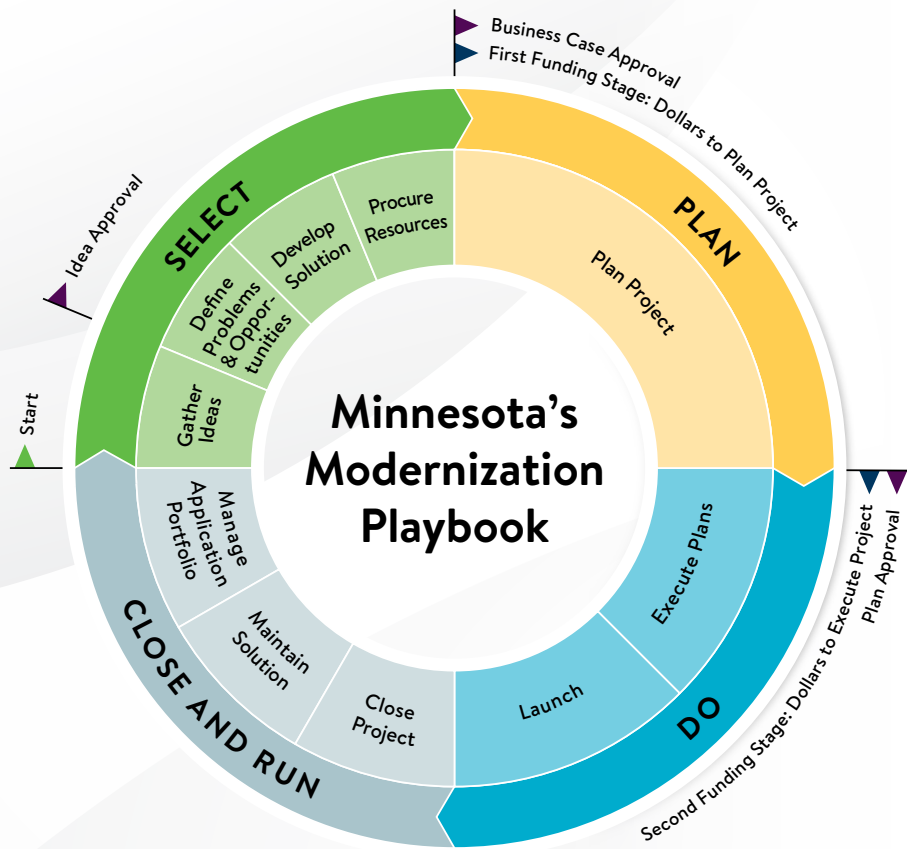 Minnesota's
Modernization
Playbook
Start
Idea Approval
Business Case Approval
First Funding Stage: Dollars to Plan Project
Second Funding Stage: Dollars to Execute Project
Plan Approval
SELECT
Gather
Ideas
Define
Problems
& Oppor-
tunities
Develop
Solution
Procure
Resources
PLAN
Plan Project
DO
Execute Plans
Launch
CLOSE AND RUN
Close
Project
Maintain
Solution
Manage
Application
Portfolio